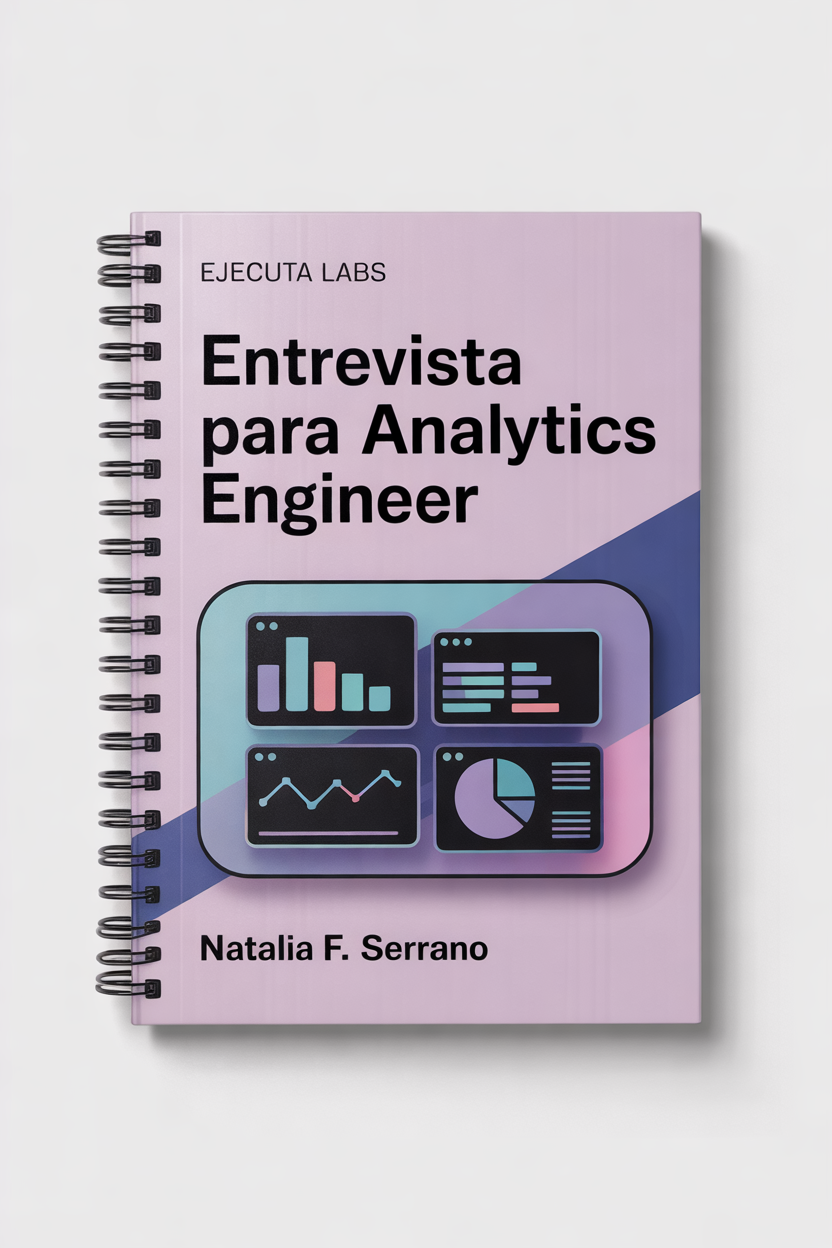 EJECUTA LABS
Entrevista
para Analytics
Engineer
Natalia F. Serrano